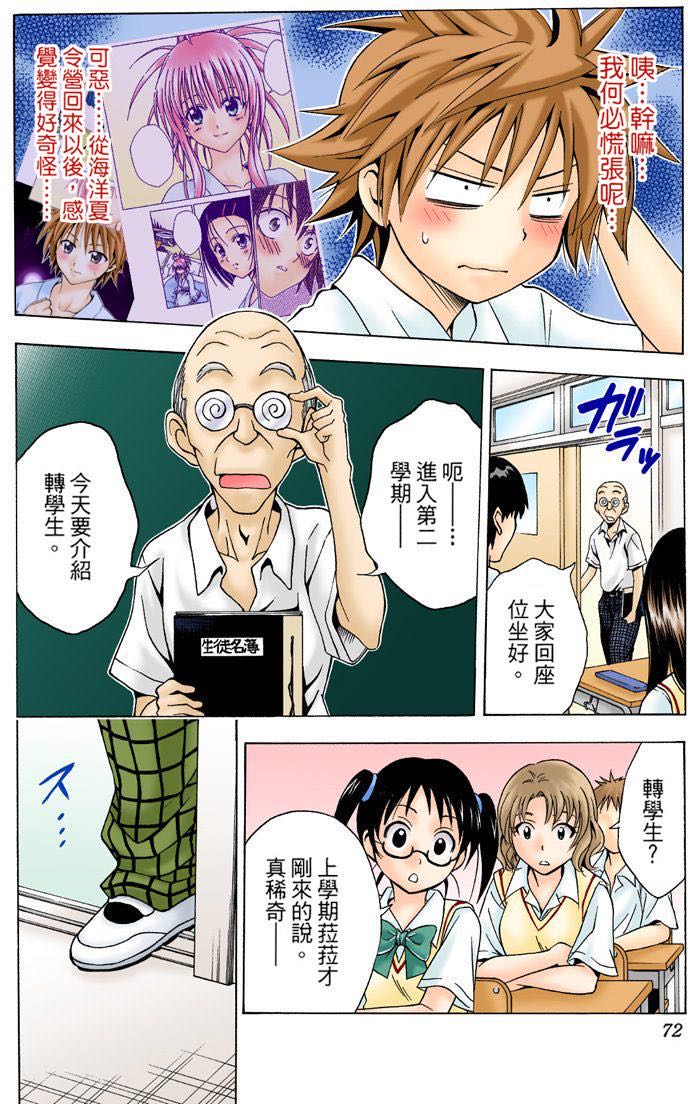 咦…幹嘛…
我何必慌張呢…
可惡……從海洋夏
令營回來以後，感
覺變得好奇怪……
ガラッ
大家回座
位坐好。
呃——…
進入第二
學期——
今天要介紹
轉學生。
生徒名簿
轉學生?
上學期菈菈才
剛來的說。
真稀奇——
ス…
72